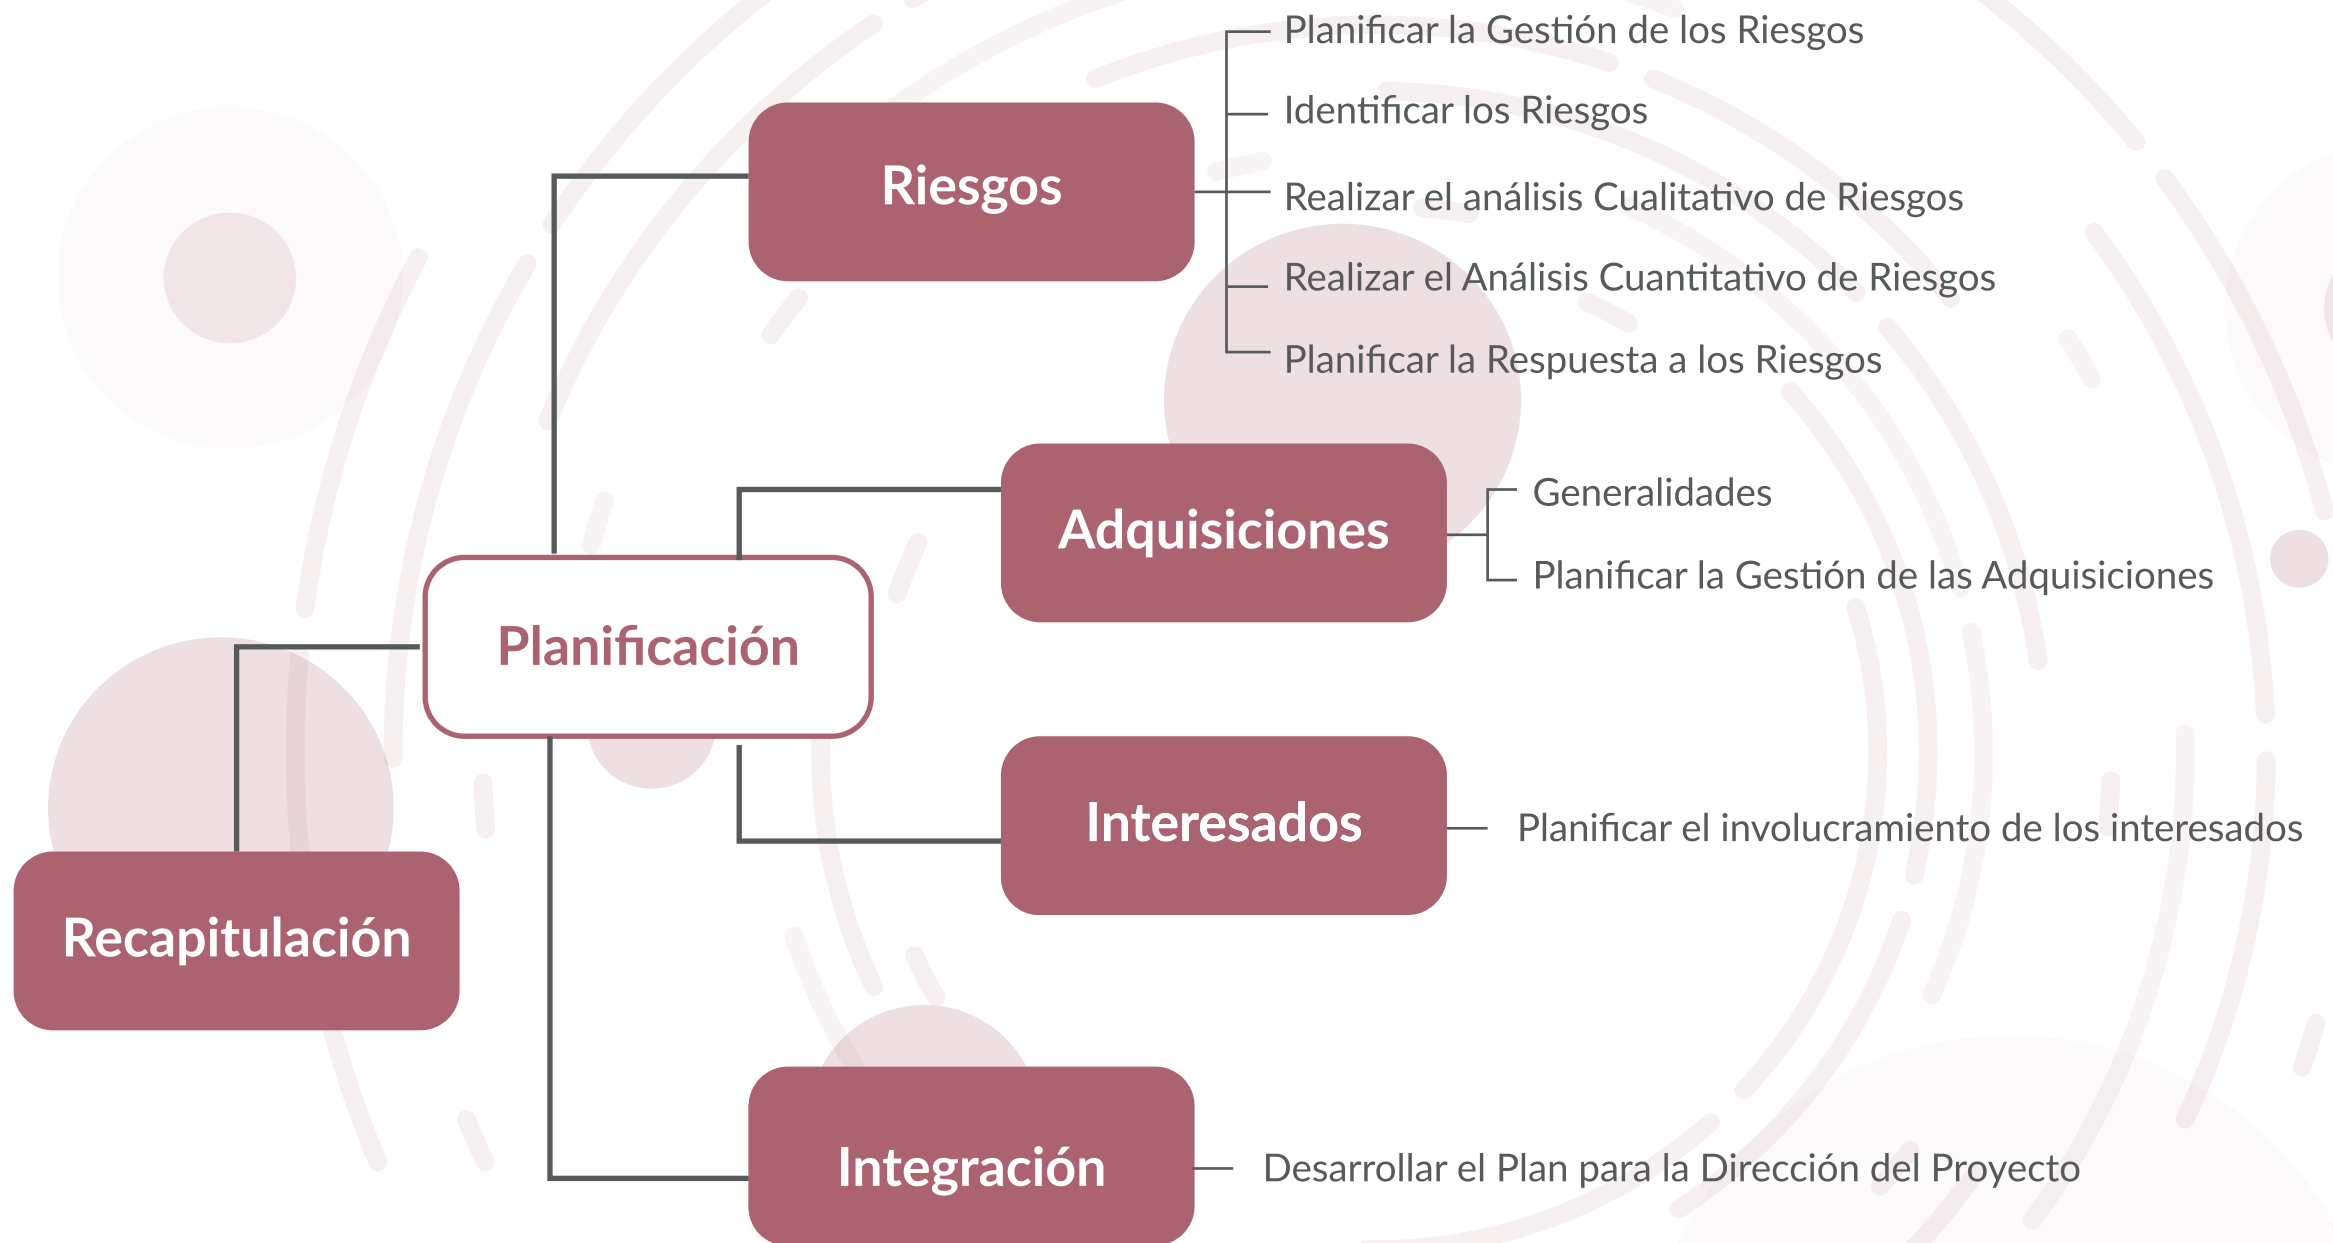 Riesgos
Planificar la Gestión de los Riesgos
Identificar los Riesgos
Realizar el análisis Cualitativo de Riesgos
Realizar el Análisis Cuantitativo de Riesgos
Planificar la Respuesta a los Riesgos
Adquisiciones
Generalidades
Planificar la Gestión de las Adquisiciones
Planificación
Interesados
Planificar el involucramiento de los interesados
Recapitulación
Integración
Desarrollar el Plan para la Dirección del Proyecto